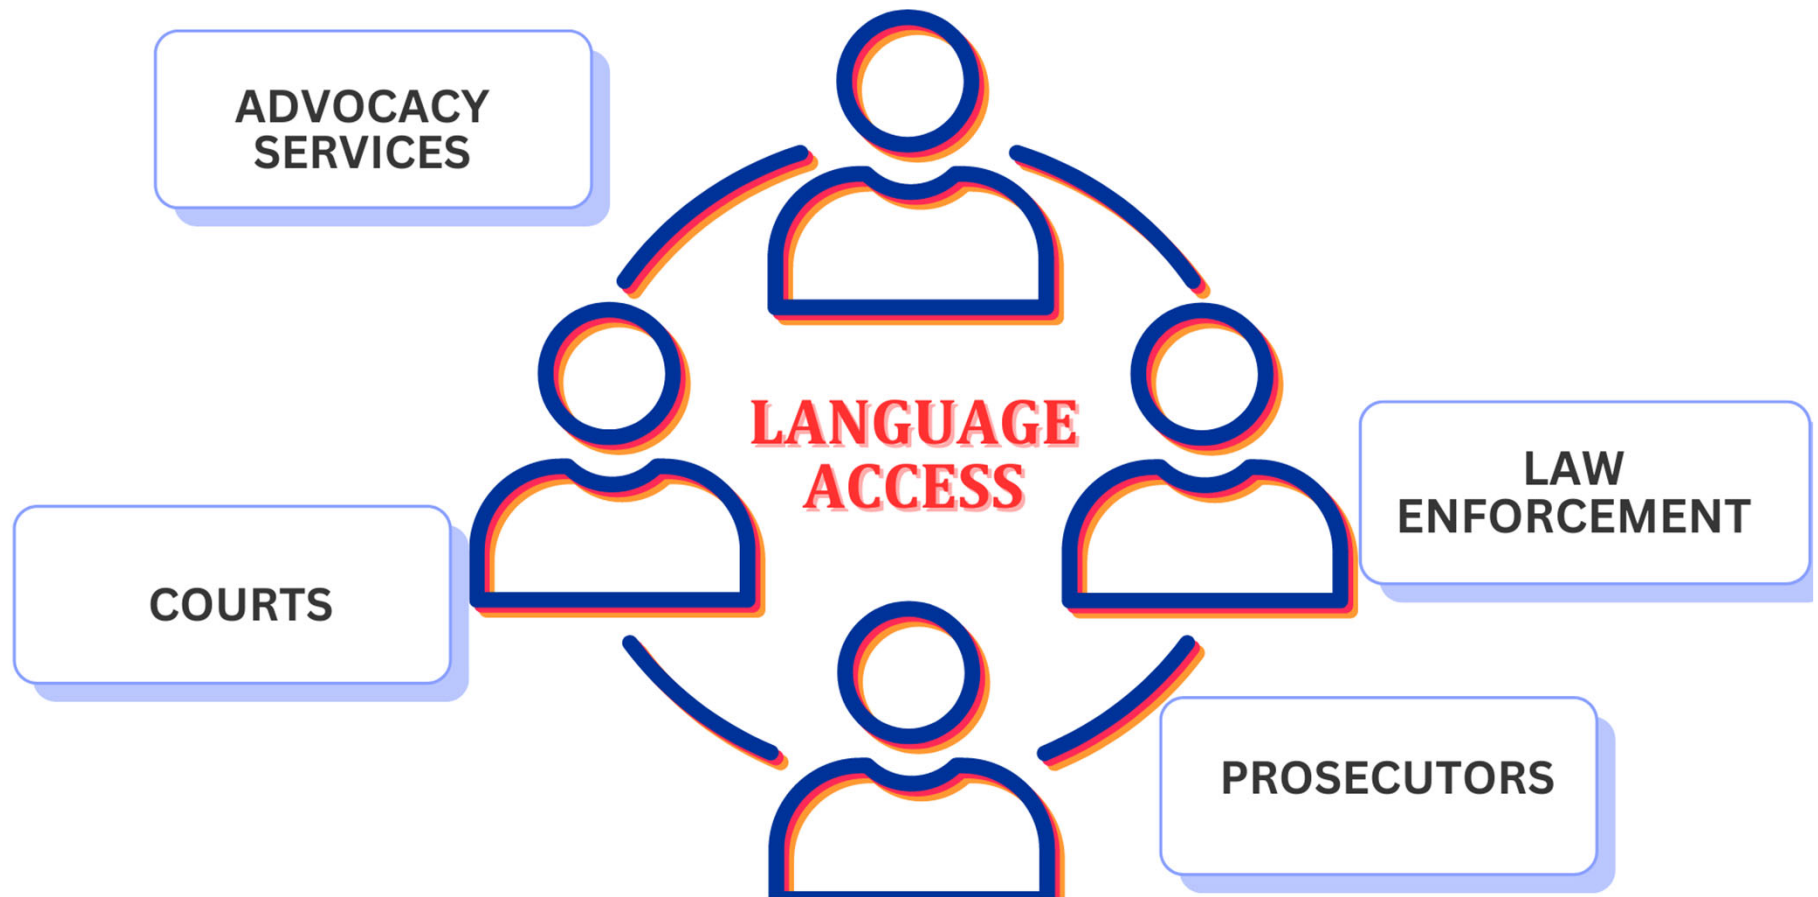 ADVOCACY
SERVICES
LANGUAGE
ACCESS
LAW
ENFORCEMENT
COURTS
PROSECUTORS